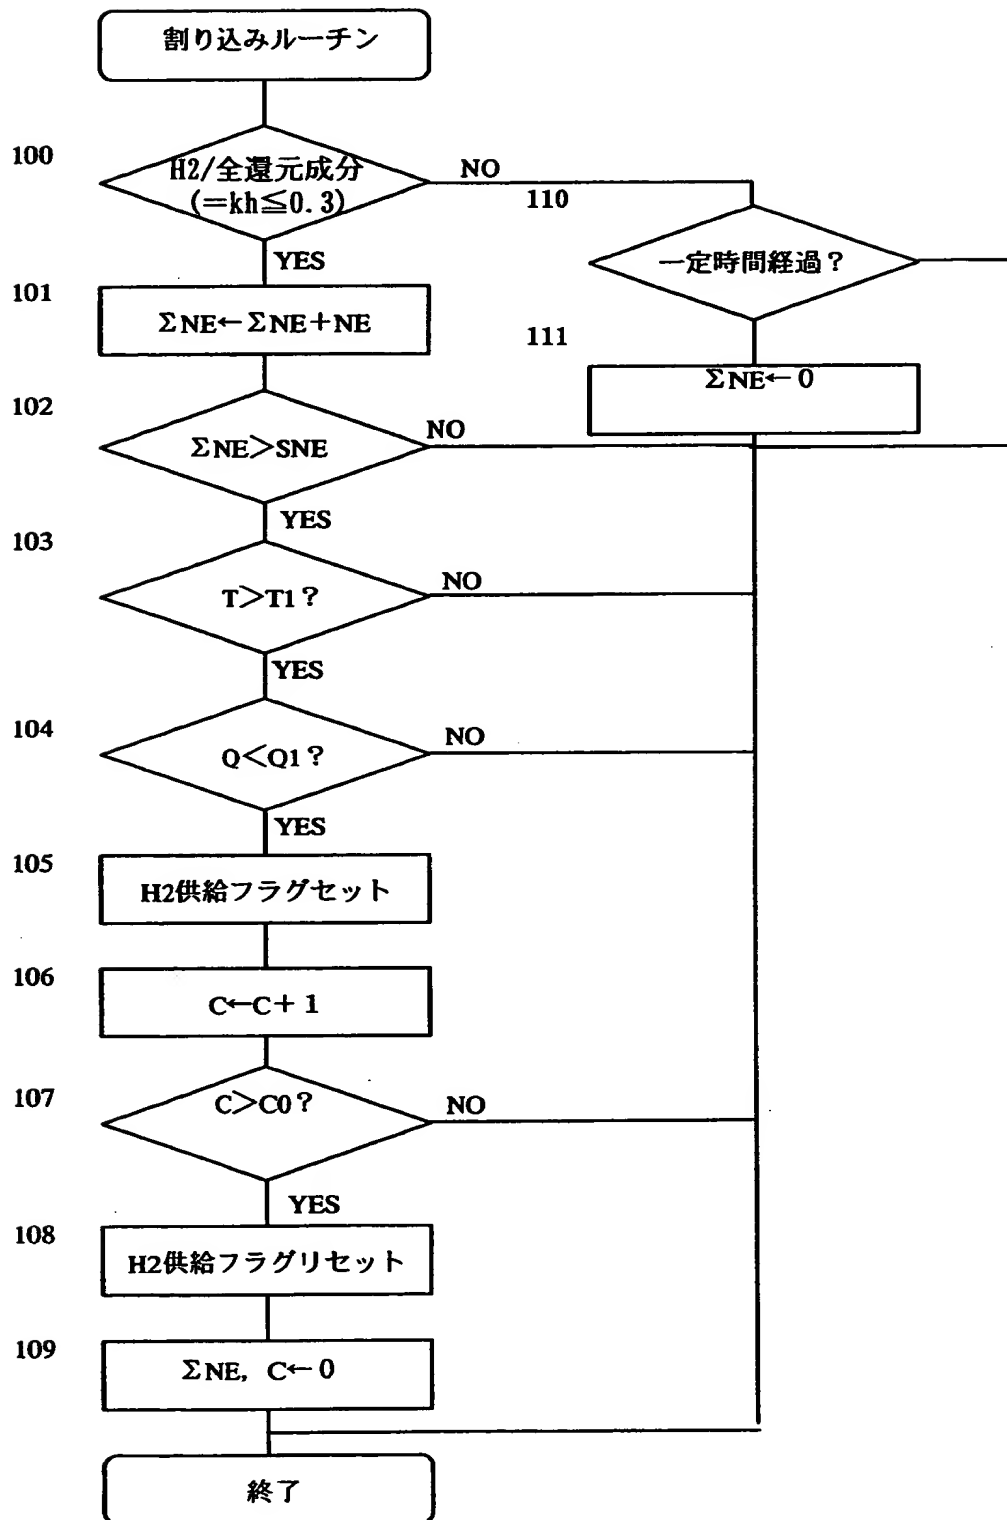 割り込みルーチン
100
H2/全還元成分
(=kh≦0.3)
NO
YES
110
一定時間経過?
101
ΣNE←ΣNE+NE
111
ΣNE←0
102
ΣNE>SNE
NO
YES
103
T>T1?
NO
YES
104
Q<Q1?
NO
YES
105
H2供給フラグセット
106
C←C+1
107
C>C0?
NO
YES
108
H2供給フラグリセット
109
ΣNE, C←0
終了